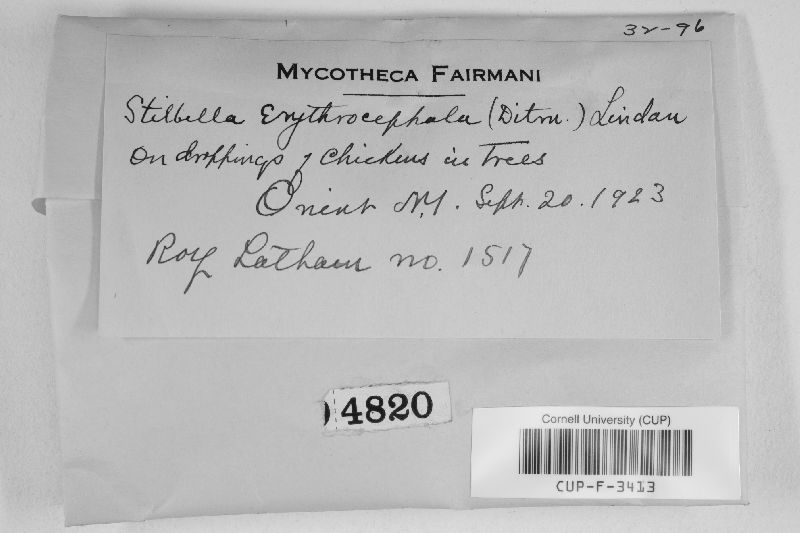 32-96
MYCOTHECA FAIRMANI
Stilbella Erythrocephala (Ditm.) Lindau
On droppings of chickens in Trees
Orient N.Y. Sept. 20. 1923
Roy Latham no. 1517
4820
Cornell University (CUP)
CUP-F-3413